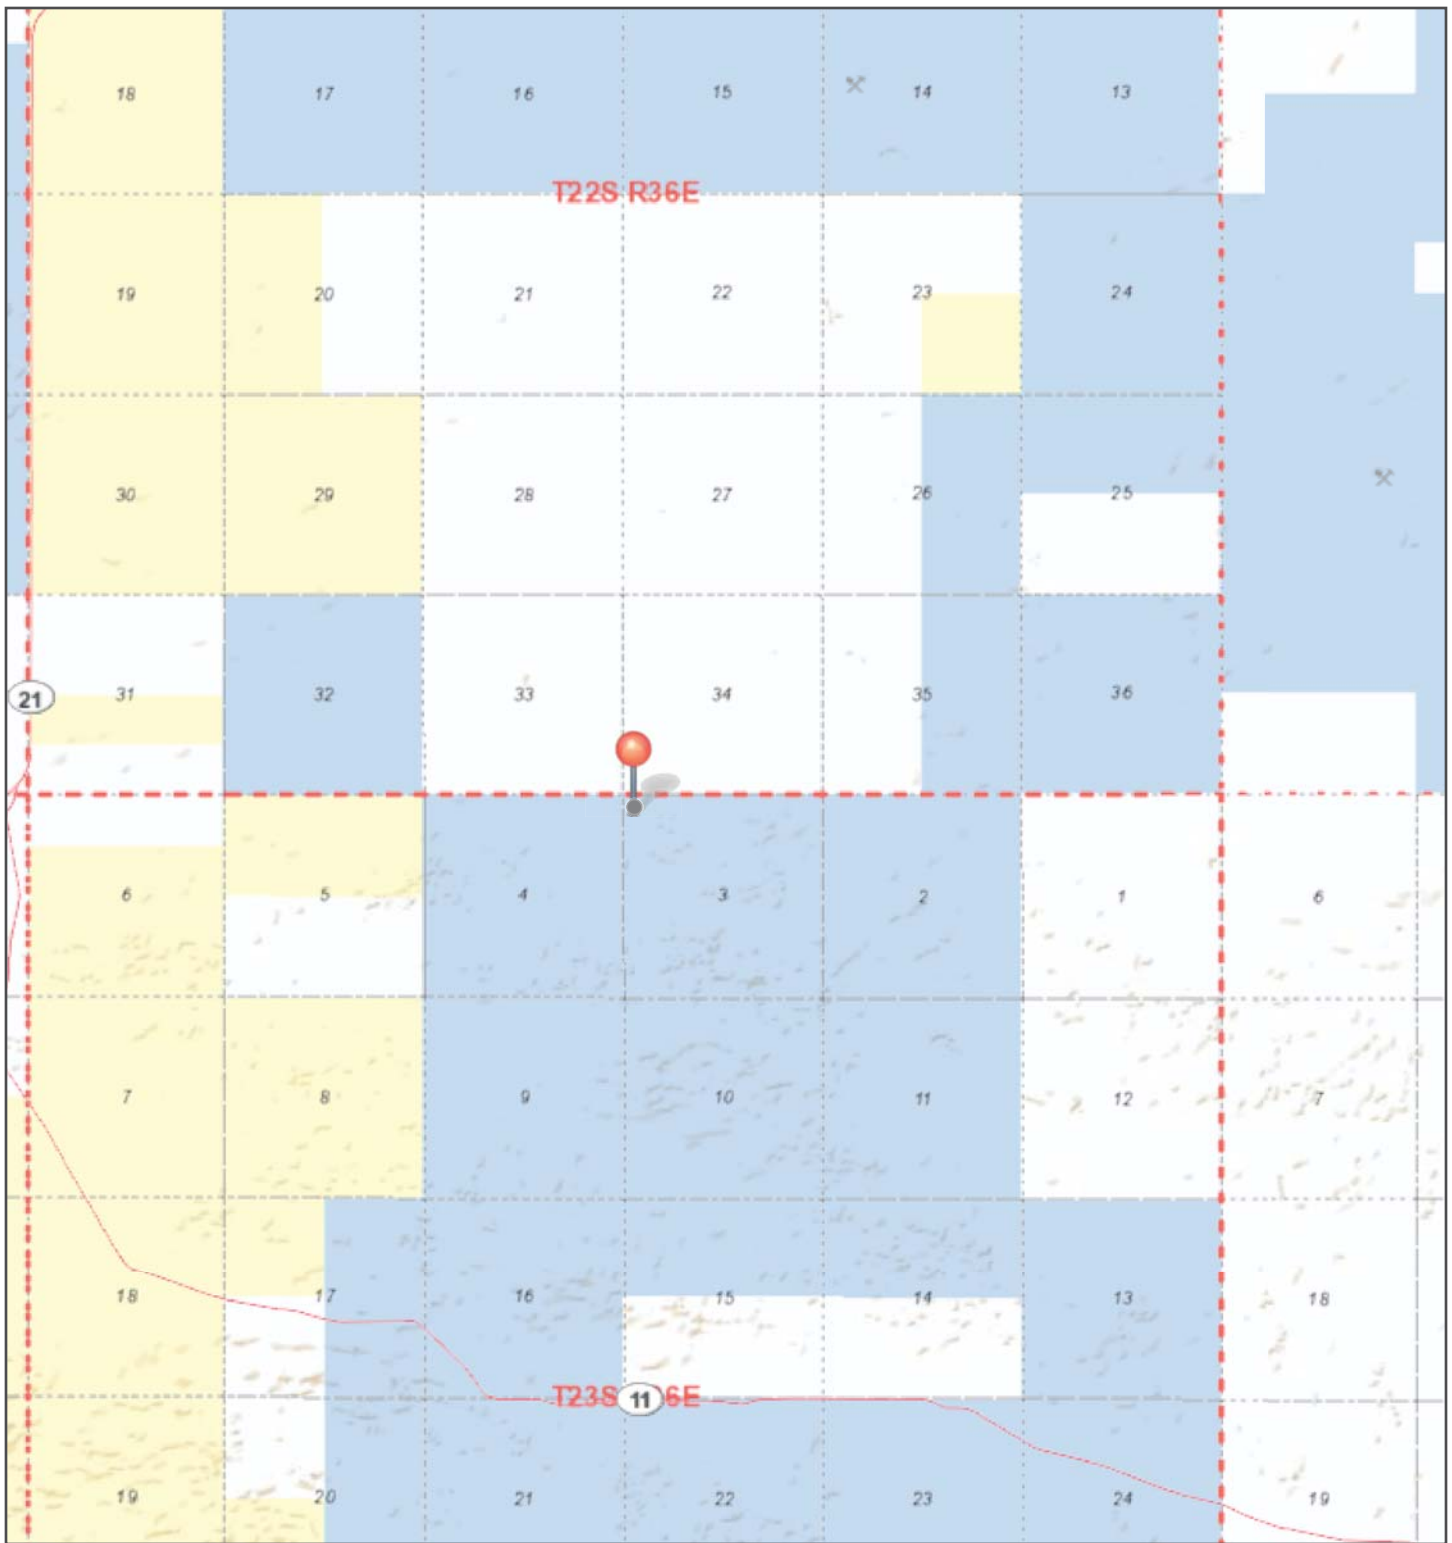 18 17 16 15 14 13
T22S R36E
19 20 21 22 23 24
30 29 28 27 26 25
21 31 32 33 34 35 36
6 5 4 3 2 1 6
7 8 9 10 11 12 7
18 17 16 15 14 13 18
T23S 11 6E
19 20 21 22 23 24 19